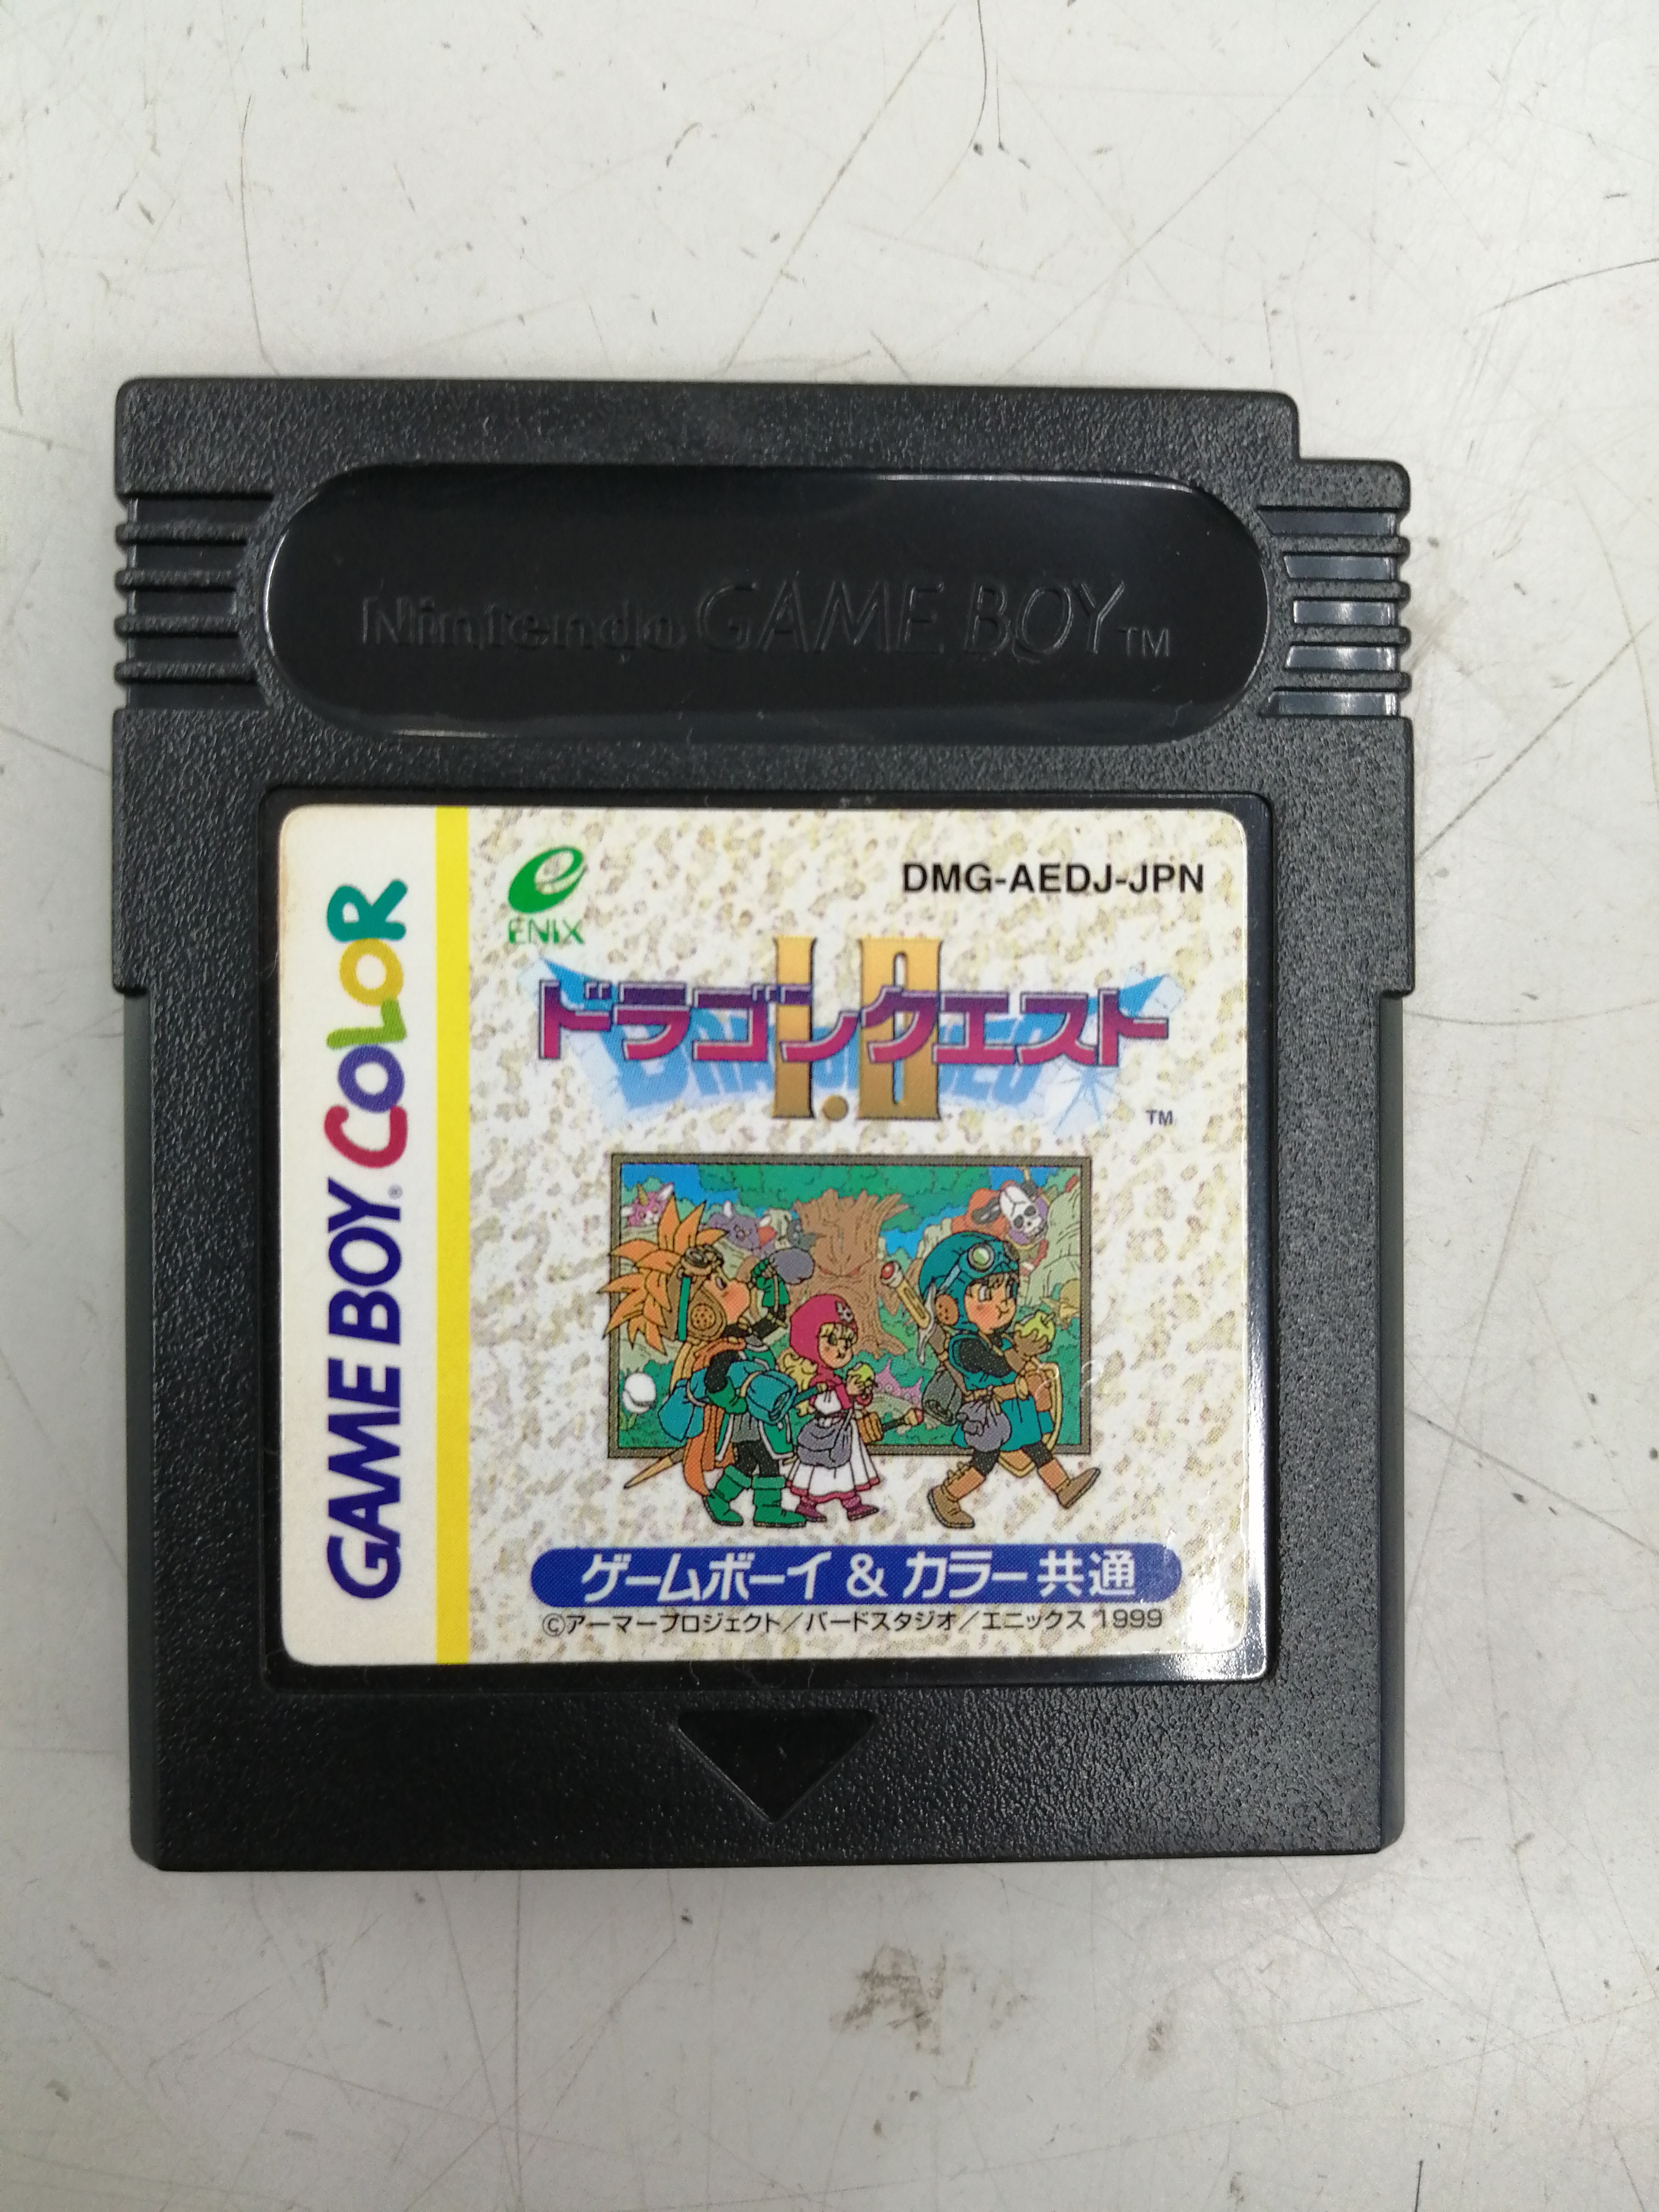 Nintendo GAME BOY TM
GAME BOY® COLOR
ENIX
DMG-AEDJ-JPN
I・II
ドラゴンクエスト
DRAGON QUEST
TM
ゲームボーイ & カラー共通
©アーマープロジェクト/バードスタジオ/エニックス 1999